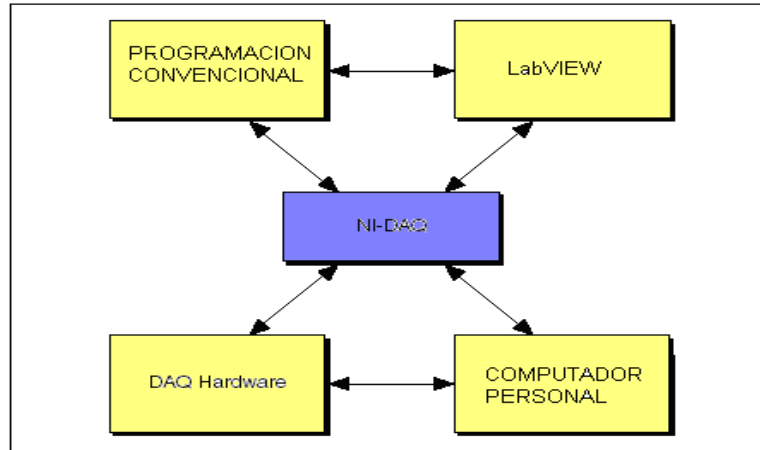 PROGRAMACION
CONVENCIONAL
LabVIEW
NI-DAQ
DAQ Hardware
COMPUTADOR
PERSONAL